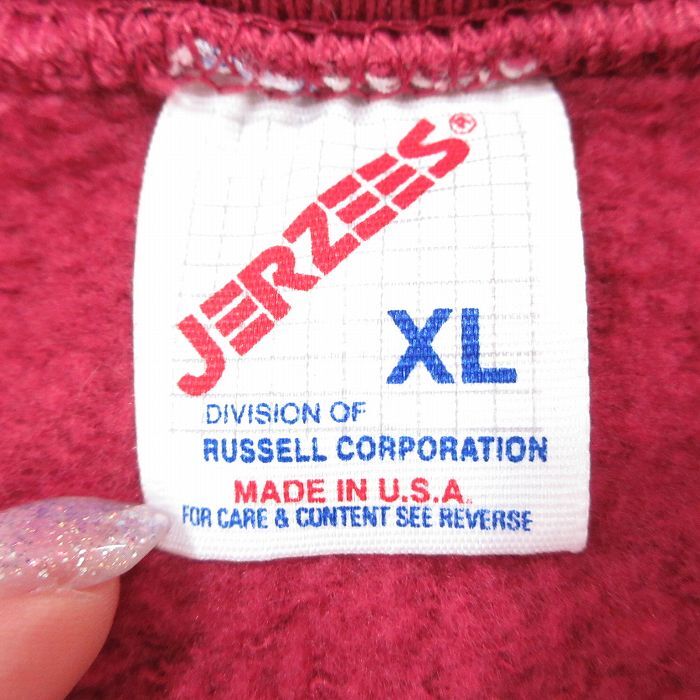 JERZEES®
XL
DIVISION OF
RUSSELL CORPORATION
MADE IN U.S.A.
FOR CARE & CONTENT SEE REVERSE